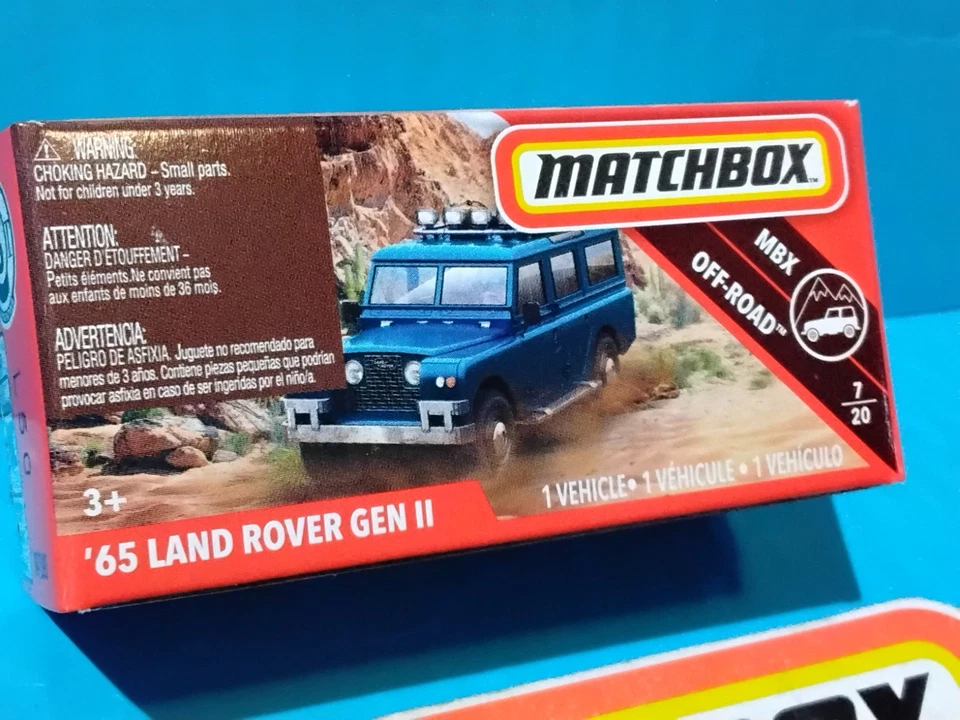 WARNING:
CHOKING HAZARD – Small parts.
Not for children under 3 years.
ATTENTION:
DANGER D'ÉTOUFFEMENT –
Petits éléments.Ne convient pas
aux enfants de moins de 36 mois.
ADVERTENCIA:
PELIGRO DE ASFIXIA. Juguete no recomendado para
menores de 3 años. Contiene piezas pequeñas que podrían
provocar asfixia en caso de ser ingeridas por el niño/a.
MATCHBOX™
MBX
OFF-ROAD™
7
20
3+
1 VEHICLE • 1 VÉHICULE • 1 VEHÍCULO
'65 LAND ROVER GEN II